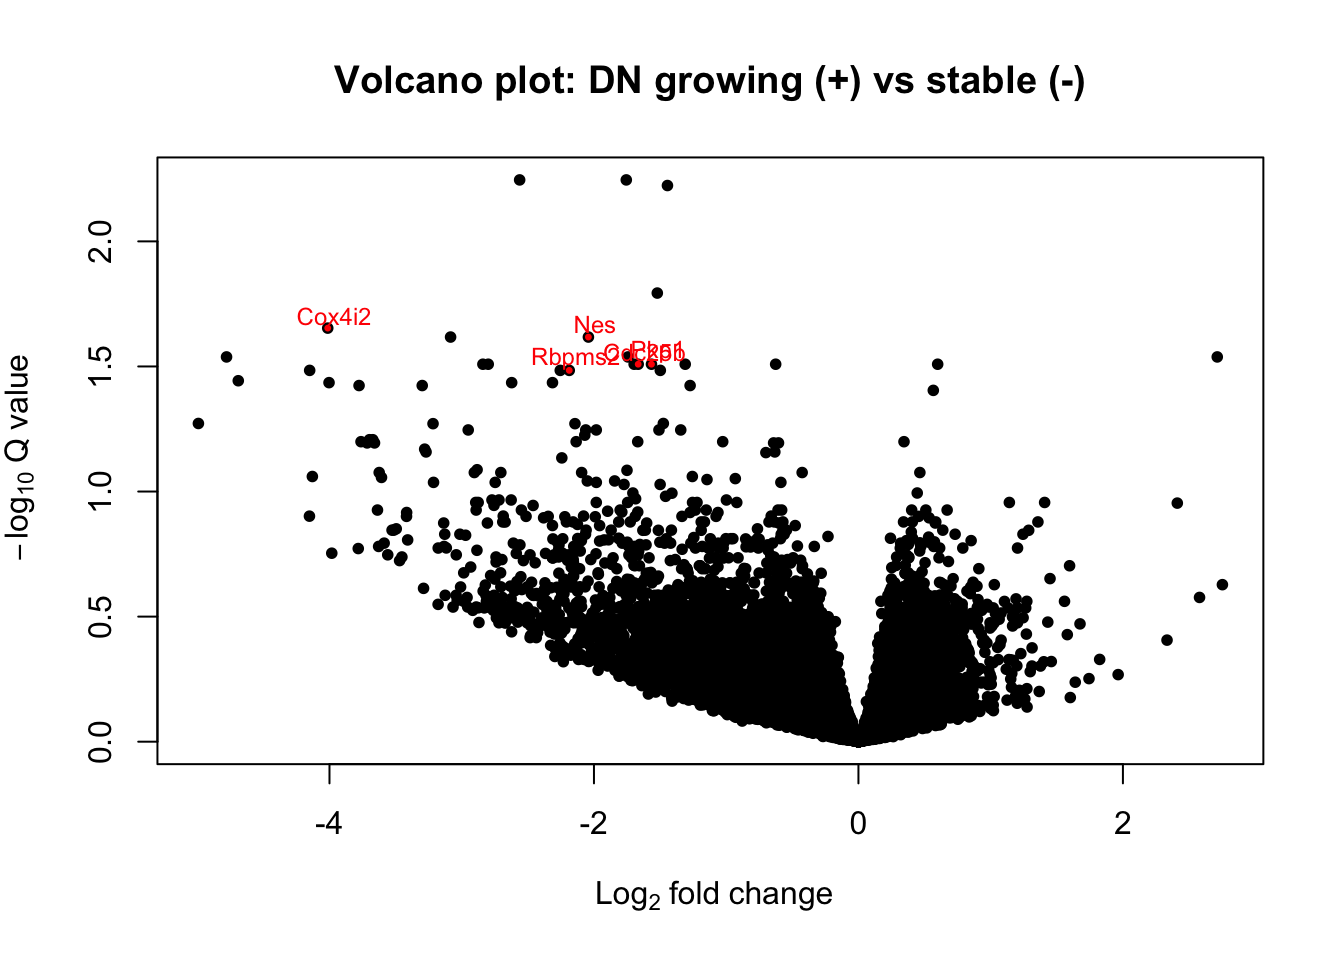 Volcano plot: DN growing (+) vs stable (-)
−log10 Q value
2.0
1.5
1.0
0.5
0.0
Cox4i2
Nes
Rbpms2
-4
-2
0
2
Log2 fold change